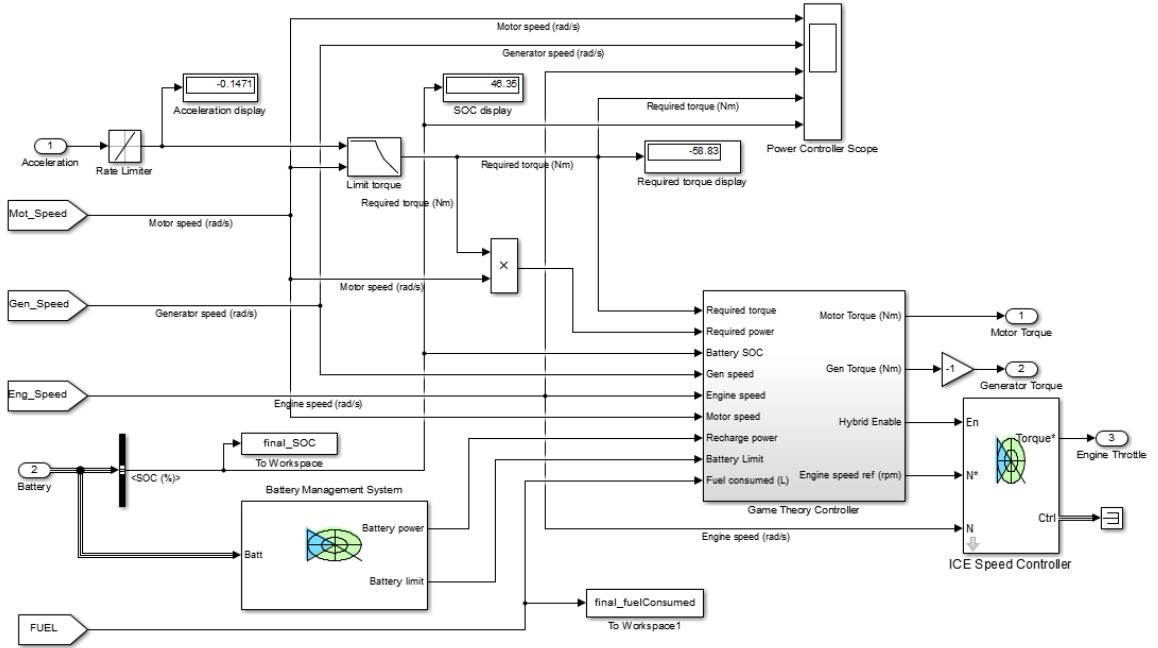 Motor speed (rad/s)
Generator speed (rad/s)
-0.1471
Acceleration display
46.35
SOC display
Required torque (Nm)
Power Controller Scope
1
Acceleration
Rate Limiter
Limit torque
Required torque (Nm)
-58.83
Required torque display
Required torque (Nm)
Mot_Speed
Motor speed (rad/s)
×
Motor speed (rad/s)
Gen_Speed
Generator speed (rad/s)
Required torque
Required power
Battery SOC
Gen speed
Engine speed
Motor speed
Recharge power
Battery Limit
Fuel consumed (L)
Motor Torque (Nm)
Gen Torque (Nm)
Hybrid Enable
Engine speed ref (rpm)
Game Theory Controller
1
Motor Torque
-1
2
Generator Torque
Eng_Speed
Engine speed (rad/s)
En
N*
N
Torque*
Ctrl
ICE Speed Controller
3
Engine Throttle
2
Battery
<SOC (%)>
final_SOC
To Workspace
Battery Management System
Batt
Battery power
Battery limit
Engine speed (rad/s)
FUEL
final_fuelConsumed
To Workspace1